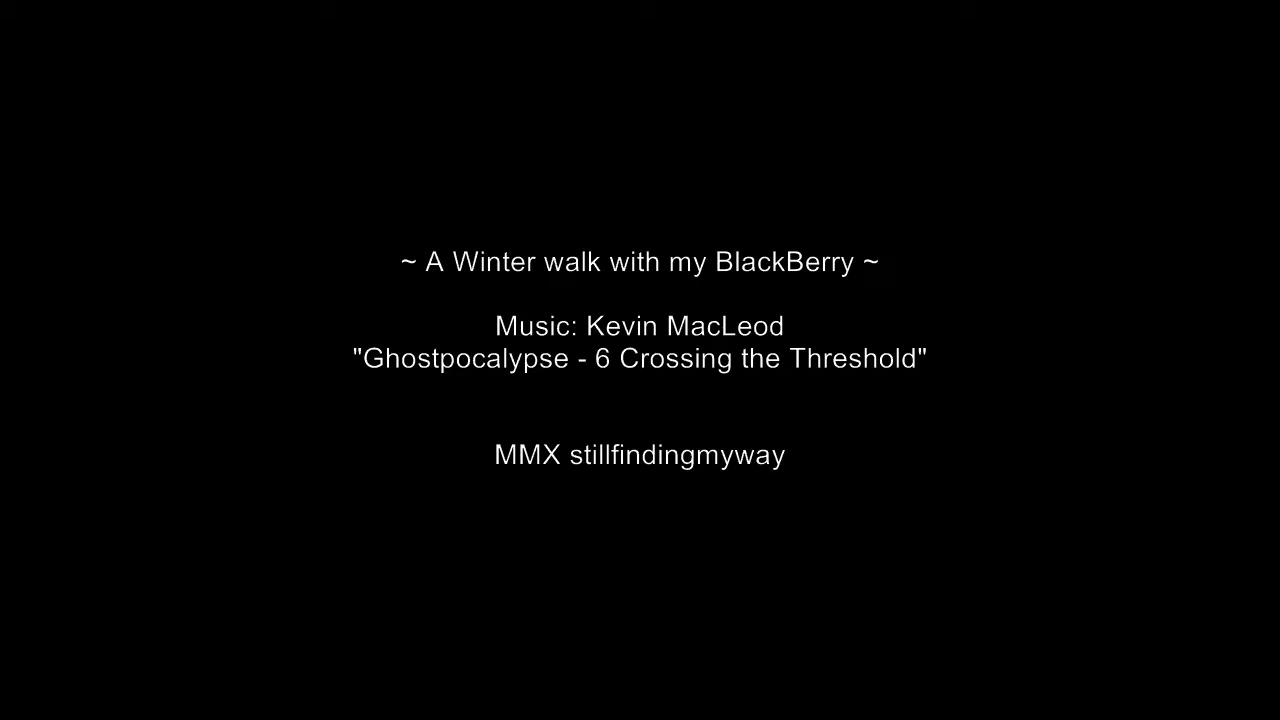 ~ A Winter walk with my BlackBerry ~
Music: Kevin MacLeod
"Ghostpocalypse - 6 Crossing the Threshold"
MMX stillfindingmyway